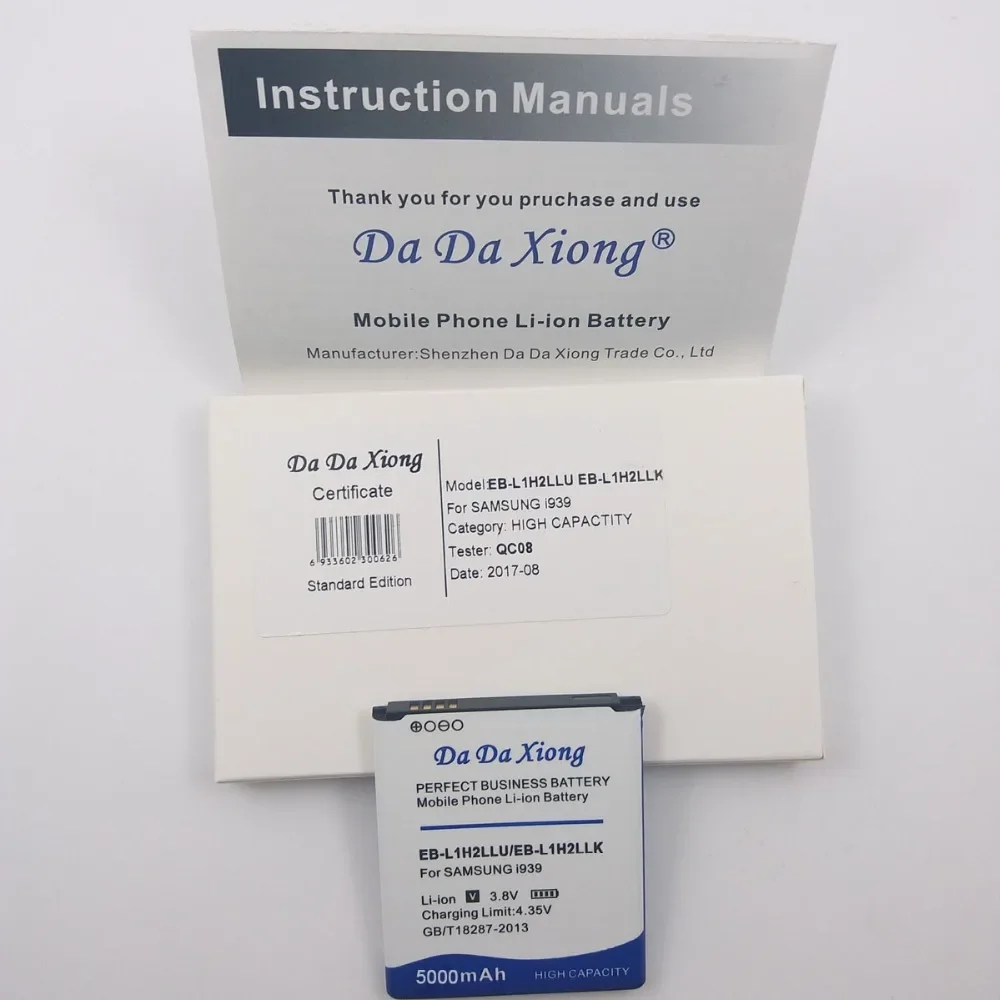 Instruction Manuals
Thank you for you pruchase and use
Da Da Xiong®
Mobile Phone Li-ion Battery
Manufacturer:Shenzhen Da Da Xiong Trade Co., Ltd
Da Da Xiong
Certificate
6 933602 300626
Standard Edition
Model:EB-L1H2LLU EB-L1H2LLK
For SAMSUNG i939
Category: HIGH CAPACTITY
Tester: QC08
Date: 2017-08
⊕○⊖○
Da Da Xiong
PERFECT BUSINESS BATTERY
Mobile Phone Li-ion Battery
EB-L1H2LLU/EB-L1H2LLK
For SAMSUNG i939
Li-ion V 3.8V
Charging Limit:4.35V
GB/T18287-2013
5000mAh HIGH CAPACITY